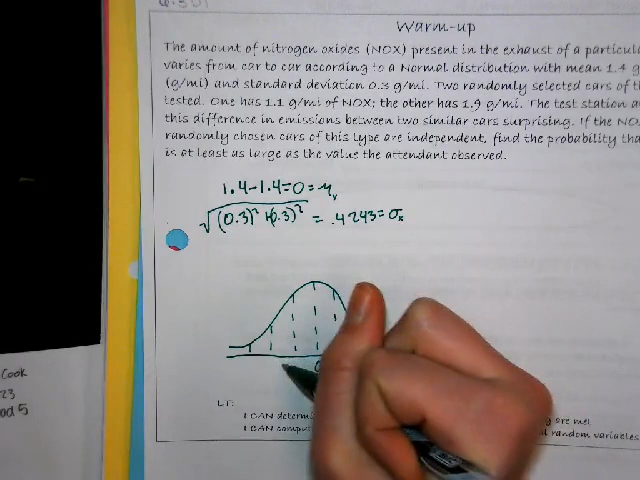 Warm-up
The amount of nitrogen oxides (NOX) present in the exhaust of a particula
varies from car to car according to a Normal distribution with mean 1.4 g
(g/mi) and standard deviation 0.3 g/mi. Two randomly selected cars of th
tested. One has 1.1 g/mi of NOX; the other has 1.9 g/mi. The test station a
this difference in emissions between two similar cars surprising. If the NO
randomly chosen cars of this type are independent, find the probability tha
is at least as large as the value the attendant observed.
1.4-1.4=0=μₓ
√(0.3)²+(0.3)² = .4243=σₓ
Cook
23
od 5
0
LT:
I CAN determi
g are met
I CAN compu
d random variables